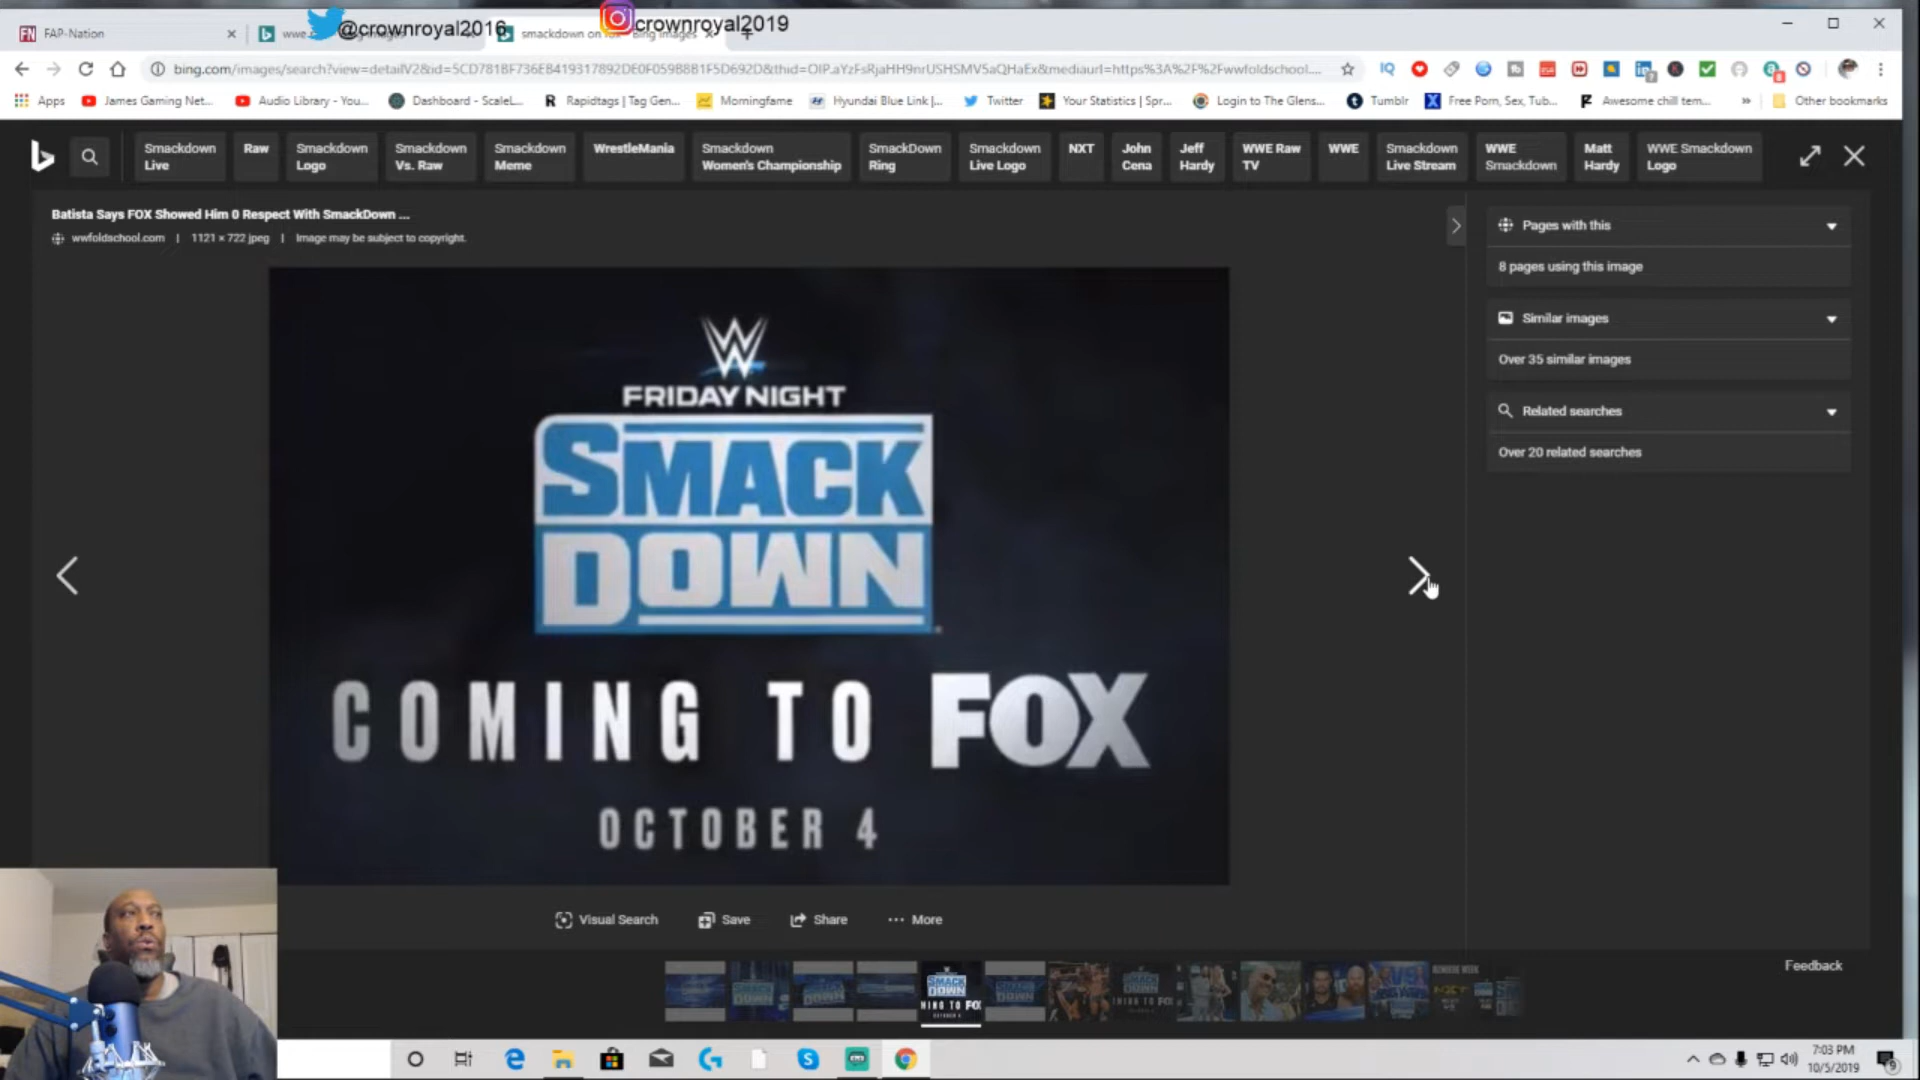 @crownroyal2016 crownroyal2019
FAP-Nation
smackdown on fox - Bing images
bing.com/images/search?view=detailV2&id=5CD781BF736EB419317892DE0F059B8B1F5D692D&thid=OIP.aYzFsRjaHH9nrUSHSMV5aQHaEx&mediaurl=https%3A%2F%2Fwwfoldschool....
Apps James Gaming Net... Audio Library - You... Dashboard - ScaleL... Rapidtags | Tag Gen... Morningfame Hyundai Blue Link |... Twitter Your Statistics | Spr... Login to The Glens... Tumblr Free Porn, Sex, Tub... Awesome chill tem... » Other bookmarks
Smackdown Live
Raw
Smackdown Logo
Smackdown Vs. Raw
Smackdown Meme
WrestleMania
Smackdown Women's Championship
SmackDown Ring
Smackdown Live Logo
NXT
John Cena
Jeff Hardy
WWE Raw TV
WWE
Smackdown Live Stream
WWE Smackdown
Matt Hardy
WWE Smackdown Logo
Batista Says FOX Showed Him 0 Respect With SmackDown ...
wwfoldschool.com | 1121 × 722 jpeg | Image may be subject to copyright.
Pages with this
8 pages using this image
Similar images
Over 35 similar images
Related searches
Over 20 related searches
W
FRIDAY NIGHT
SMACK
DOWN
COMING TO FOX
OCTOBER 4
Visual Search Save Share ... More
Feedback
SMACK
DOWN
7:03 PM
10/5/2019